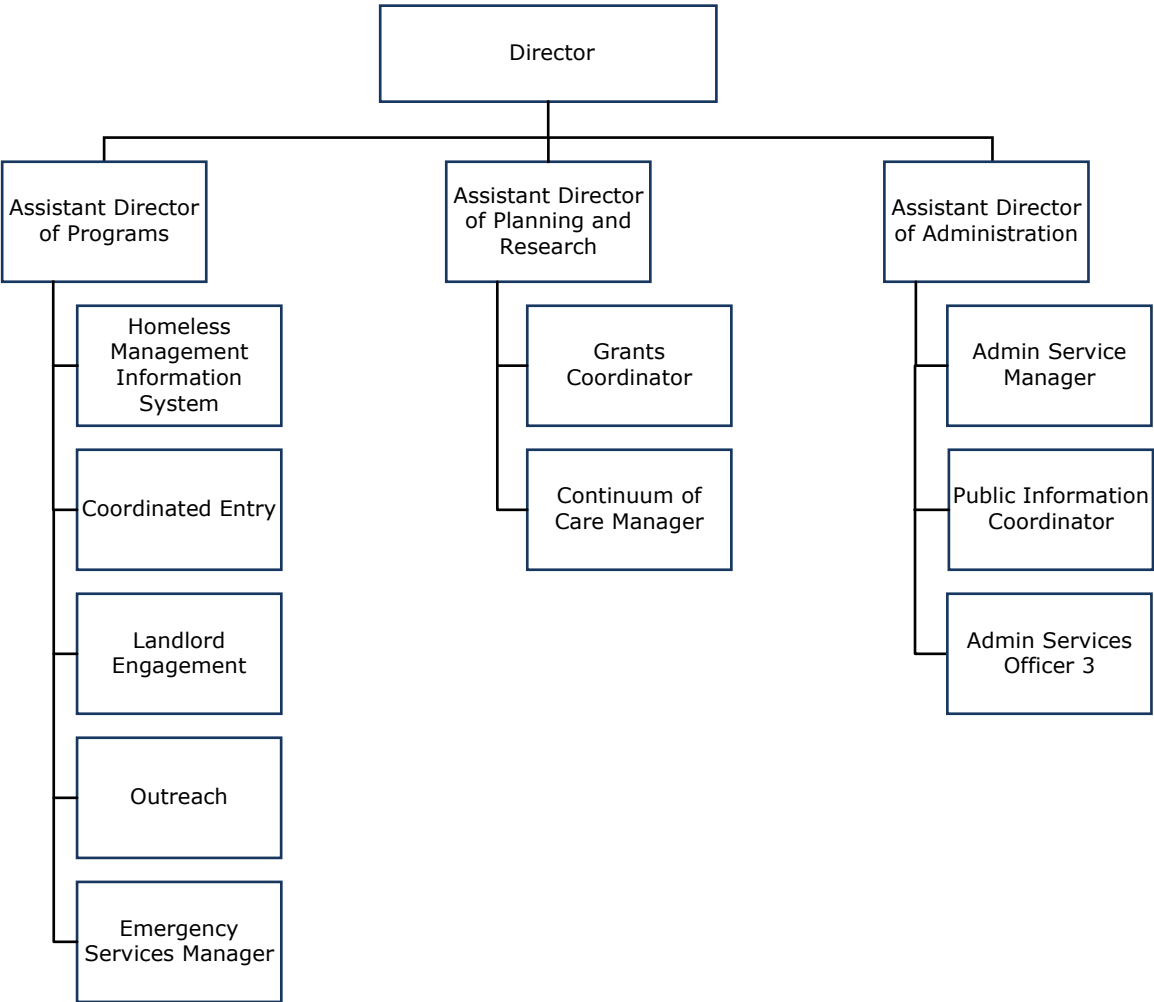 Director
Assistant Director
of Programs
Assistant Director
of Planning and
Research
Assistant Director
of Administration
Homeless
Management
Information
System
Coordinated Entry
Landlord
Engagement
Outreach
Emergency
Services Manager
Grants
Coordinator
Continuum of
Care Manager
Admin Service
Manager
Public Information
Coordinator
Admin Services
Officer 3